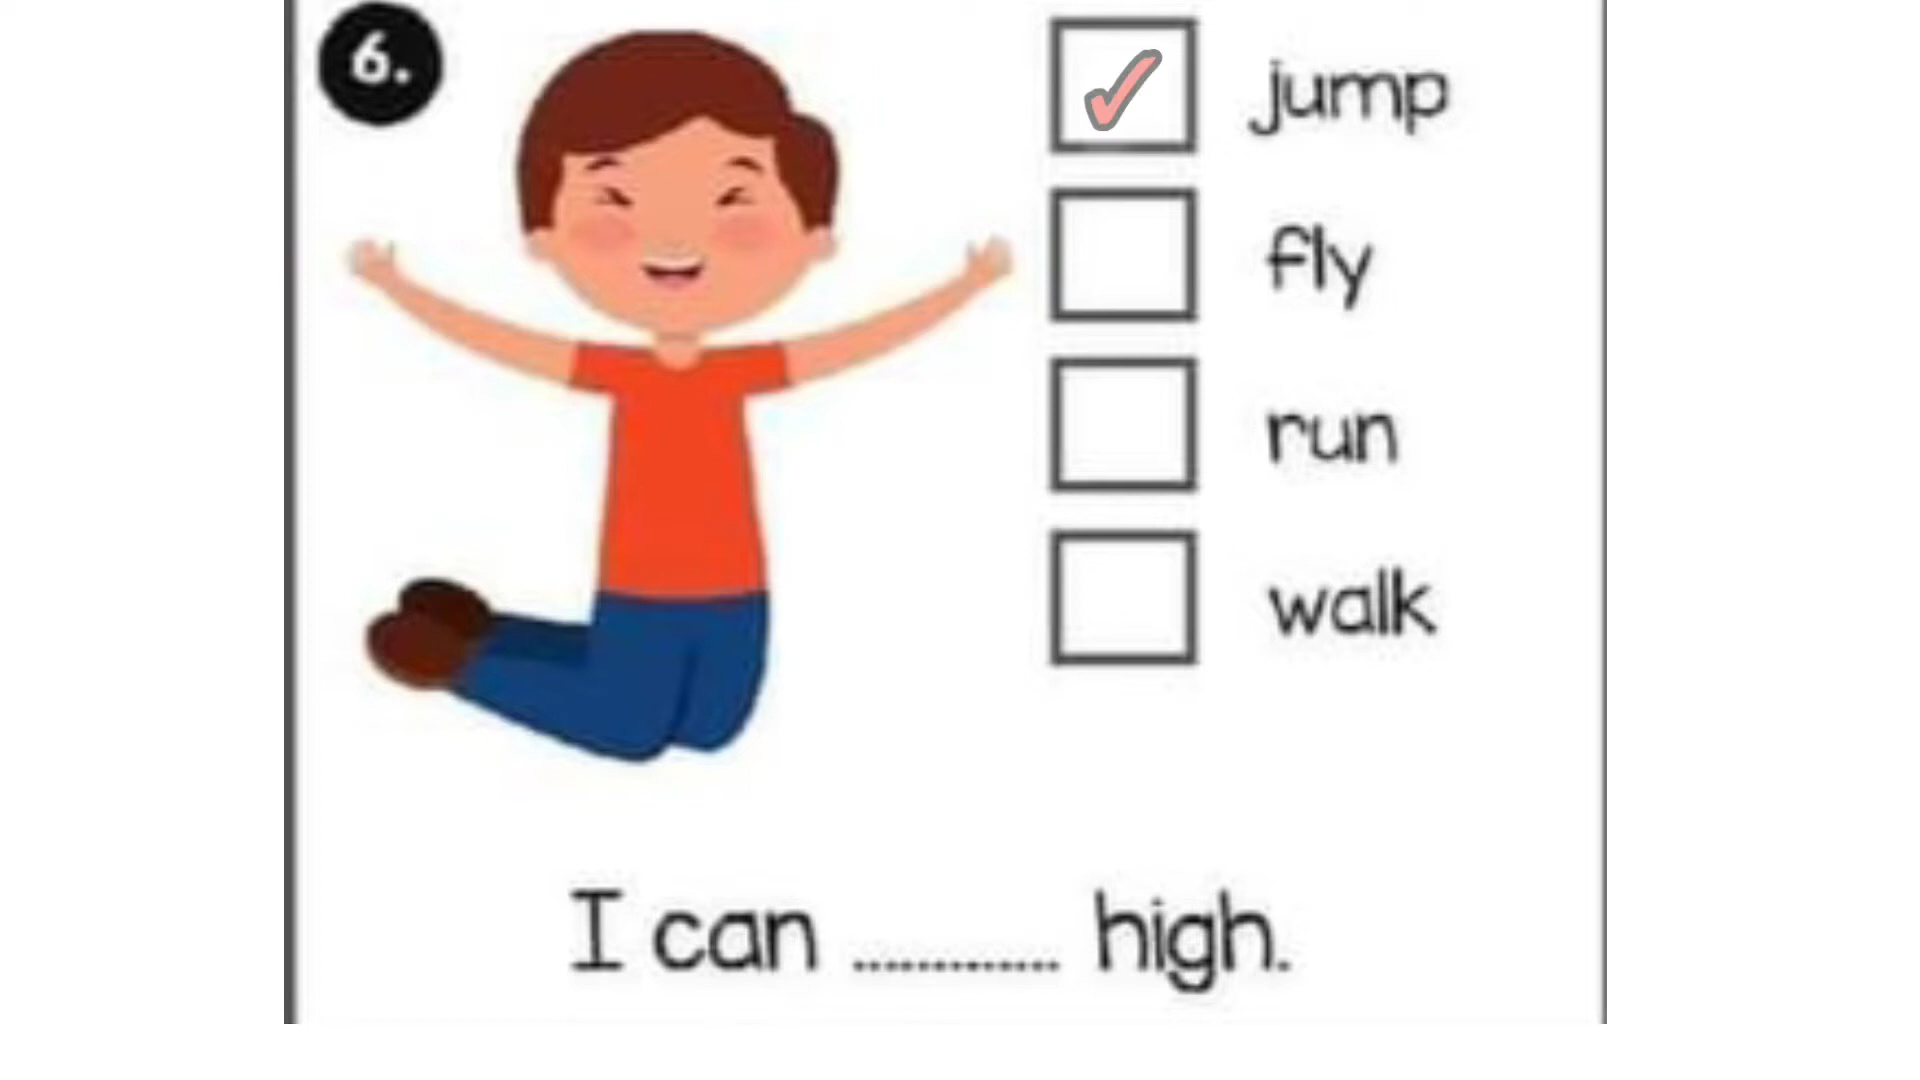 6.
jump
fly
run
walk
I can ............. high.